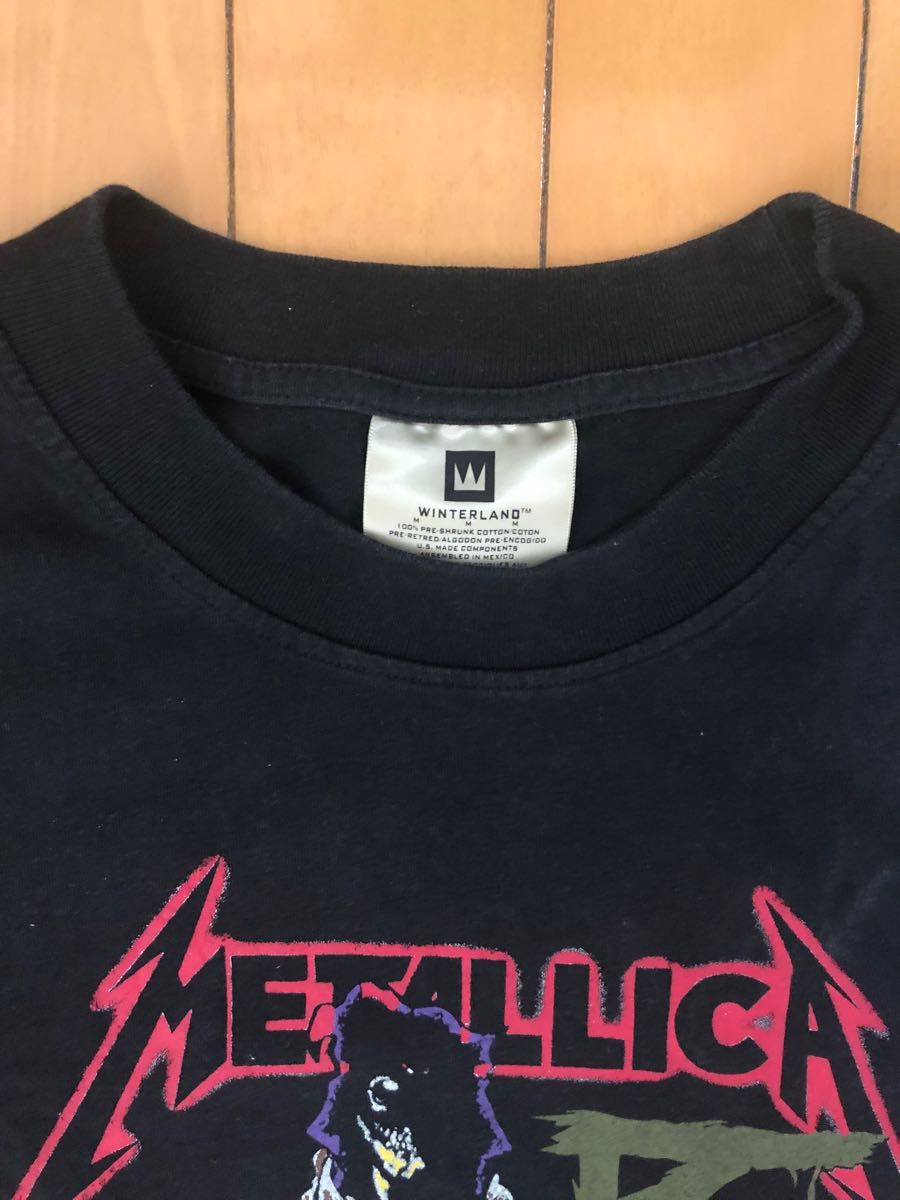 WINTERLAND™
M M M
100% PRE-SHRUNK COTTON/COTON
PRE-RETRED/ALGODON PRE-ENCOGIDO
U.S. MADE COMPONENTS
ASSEMBLED IN MEXICO
METALLICA